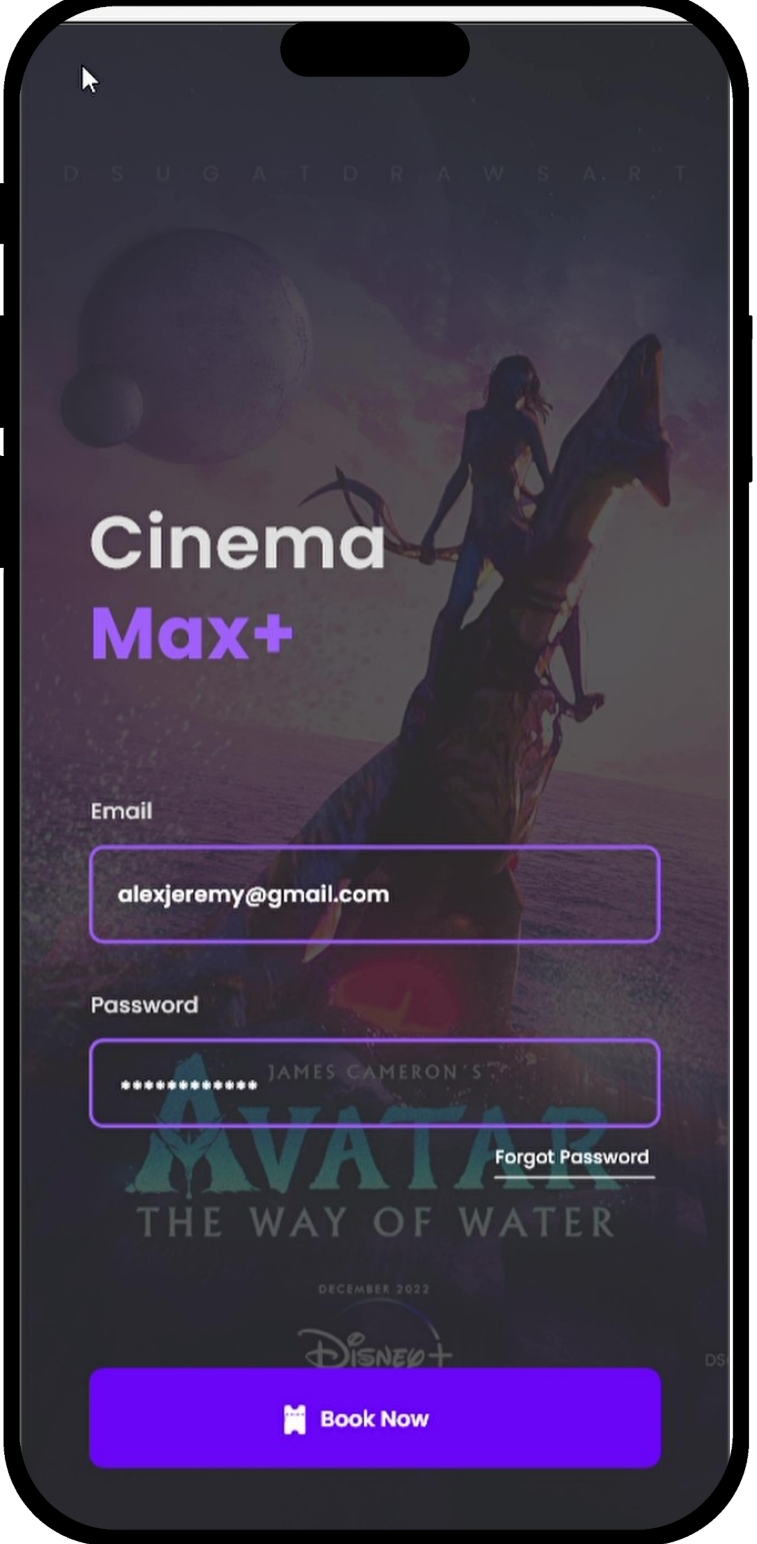 DSUGATDRAWSART
Cinema
Max+
Email
alexjeremy@gmail.com
Password
************
JAMES CAMERON'S
AVATAR
Forgot Password
THE WAY OF WATER
DECEMBER 2022
Disney+
DS
Book Now